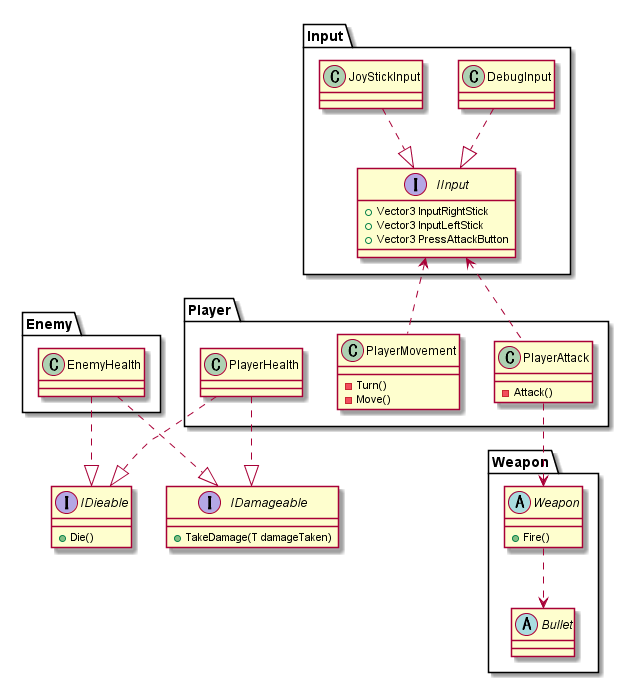 Input
C JoyStickInput
C DebugInput
I IInput
Vector3 InputRightStick
Vector3 InputLeftStick
Vector3 PressAttackButton
Enemy
C EnemyHealth
Player
C PlayerHealth
C PlayerMovement
Turn()
Move()
C PlayerAttack
Attack()
I IDieable
Die()
I IDamageable
TakeDamage(T damageTaken)
Weapon
A Weapon
Fire()
A Bullet